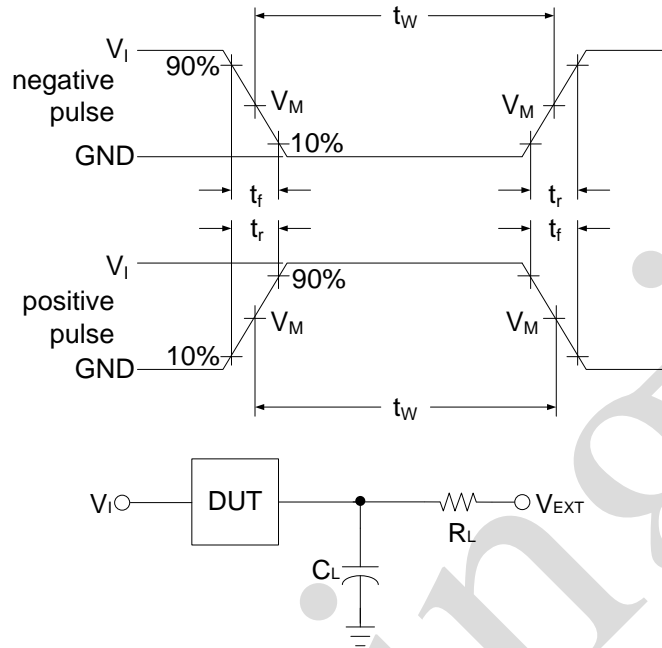 tW
VI
90%
negative
pulse
VM
VM
10%
GND
tf
tr
tr
tf
VI
90%
positive
pulse
VM
VM
10%
GND
tW
VI
DUT
VEXT
RL
CL